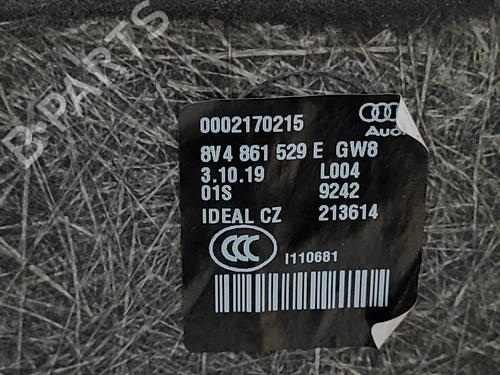 B-PARTS
0002170215
Audi
8V4 861 529 E GW8
3.10.19 L004
01S 9242
IDEAL CZ 213614
CCC
I110681